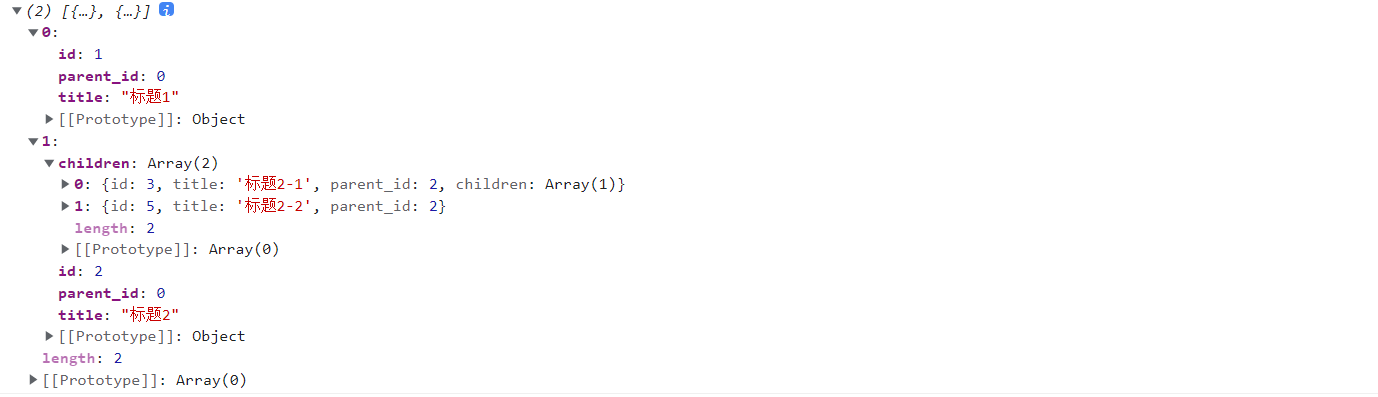 (2) [{…}, {…}] i
0:
id: 1
parent_id: 0
title: "标题1"
[[Prototype]]: Object
1:
children: Array(2)
0: {id: 3, title: '标题2-1', parent_id: 2, children: Array(1)}
1: {id: 5, title: '标题2-2', parent_id: 2}
length: 2
[[Prototype]]: Array(0)
id: 2
parent_id: 0
title: "标题2"
[[Prototype]]: Object
length: 2
[[Prototype]]: Array(0)